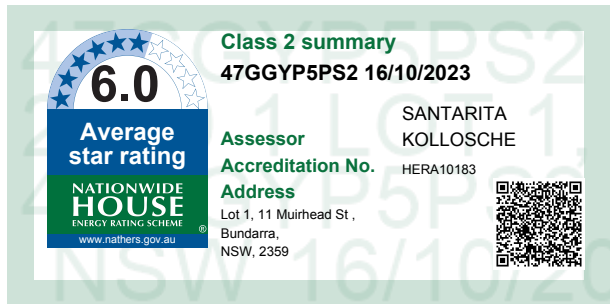 6.0
Average
star rating
NATIONWIDE
HOUSE
ENERGY RATING SCHEME
®
www.nathers.gov.au
Class 2 summary
47GGYP5PS2 16/10/2023
Assessor SANTARITA KOLLOSCHE
Accreditation No. HERA10183
Address
Lot 1, 11 Muirhead St ,
Bundarra,
NSW, 2359